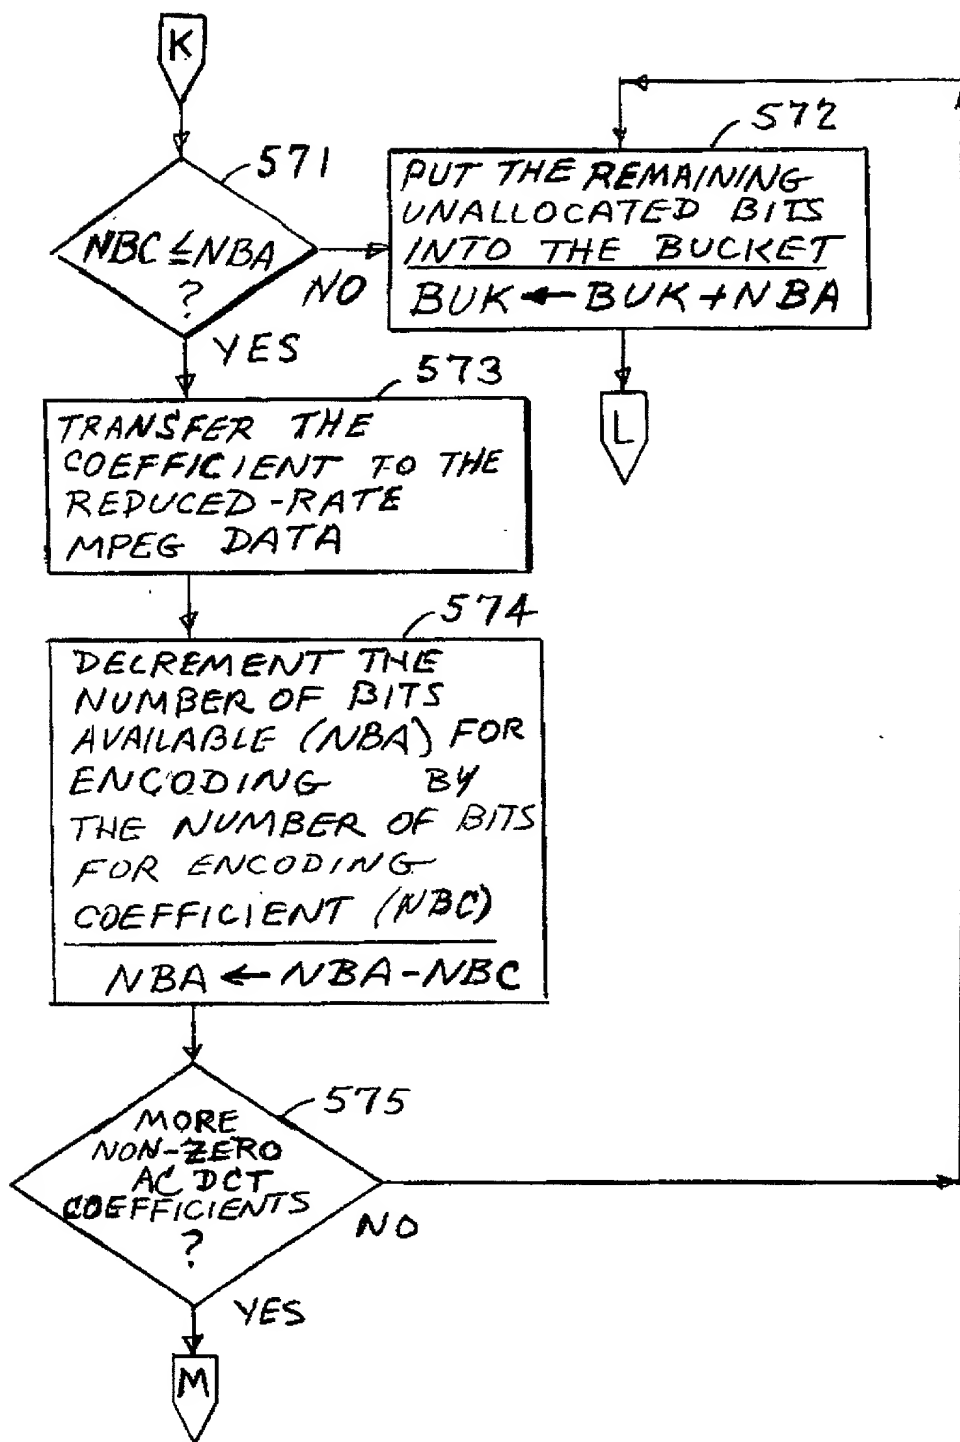 K
571
NBC ≤ NBA
?
NO
YES
572
PUT THE REMAINING
UNALLOCATED BITS
INTO THE BUCKET
BUK ← BUK + NBA
L
573
TRANSFER THE
COEFFICIENT TO THE
REDUCED-RATE
MPEG DATA
574
DECREMENT THE
NUMBER OF BITS
AVAILABLE (NBA) FOR
ENCODING BY
THE NUMBER OF BITS
FOR ENCODING
COEFFICIENT (NBC)
NBA ← NBA-NBC
575
MORE
NON-ZERO
AC DCT
COEFFICIENTS
?
NO
YES
M